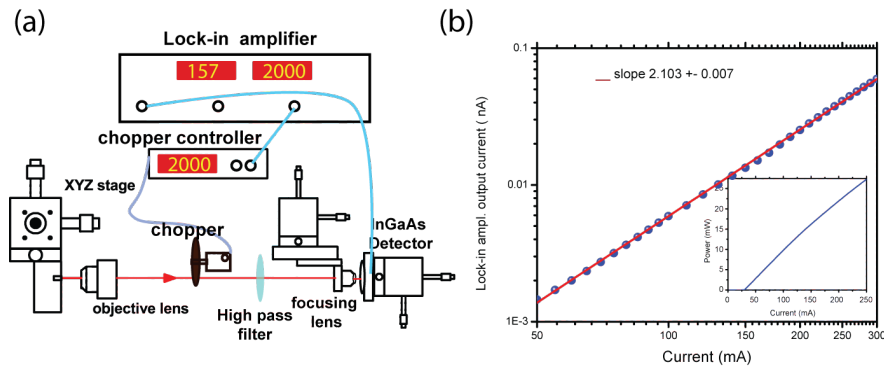 (a)
Lock-in amplifier
157
2000
chopper controller
2000
XYZ stage
chopper
InGaAs
Detector
objective lens
High pass
filter
focusing
lens
(b)
Lock-in ampl. output current ( nA)
0.1
0.01
1E-3
slope 2.103 +- 0.007
Power (mW)
25
20
15
10
5
0
0
50
100
150
200
250
Current (mA)
50
100
150
200
250
300
Current (mA)